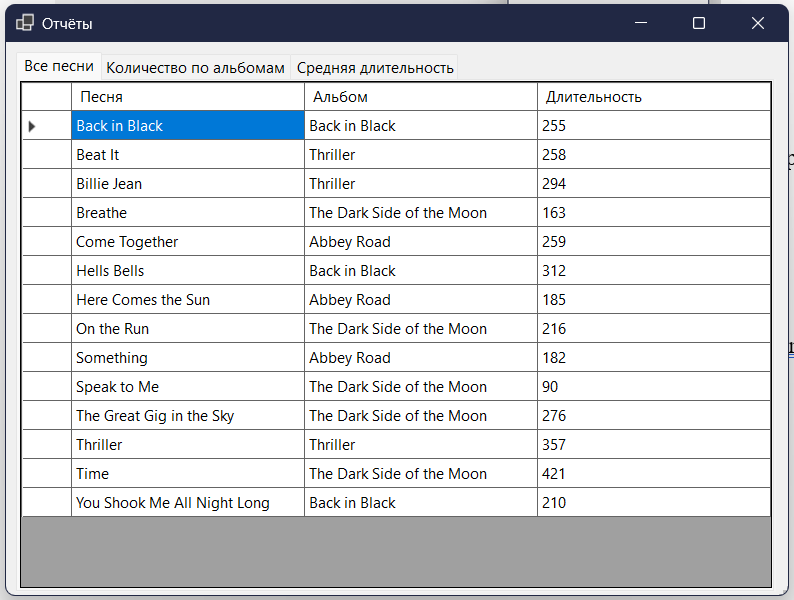 Отчёты
Все песни Количество по альбомам Средняя длительность
Песня Альбом Длительность
Back in Black Back in Black 255
Beat It Thriller 258
Billie Jean Thriller 294
Breathe The Dark Side of the Moon 163
Come Together Abbey Road 259
Hells Bells Back in Black 312
Here Comes the Sun Abbey Road 185
On the Run The Dark Side of the Moon 216
Something Abbey Road 182
Speak to Me The Dark Side of the Moon 90
The Great Gig in the Sky The Dark Side of the Moon 276
Thriller Thriller 357
Time The Dark Side of the Moon 421
You Shook Me All Night Long Back in Black 210